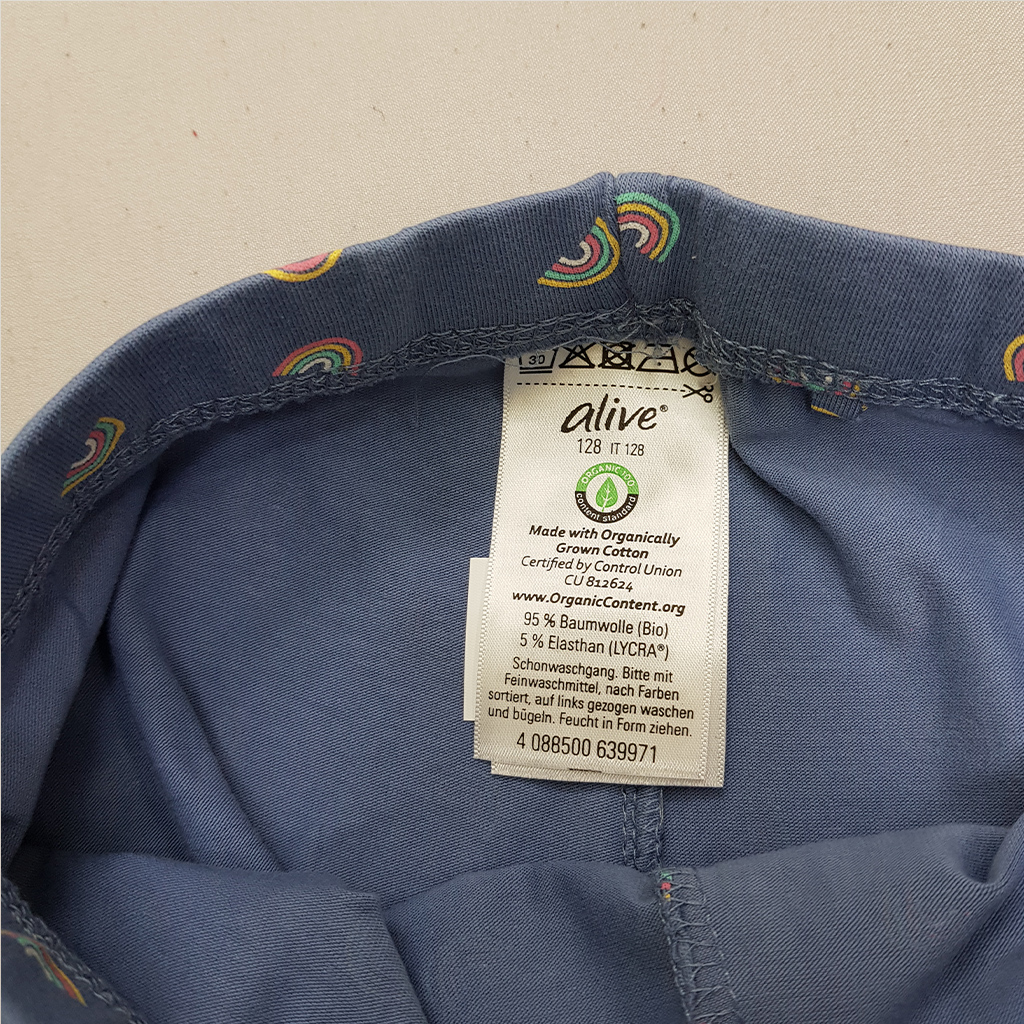 30
alive®
128 IT 128
ORGANIC 100
content standard
Made with Organically
Grown Cotton
Certified by Control Union
CU 812624
www.OrganicContent.org
95 % Baumwolle (Bio)
5 % Elasthan (LYCRA®)
Schonwaschgang. Bitte mit
Feinwaschmittel, nach Farben
sortiert, auf links gezogen waschen
und bügeln. Feucht in Form ziehen.
4 088500 639971